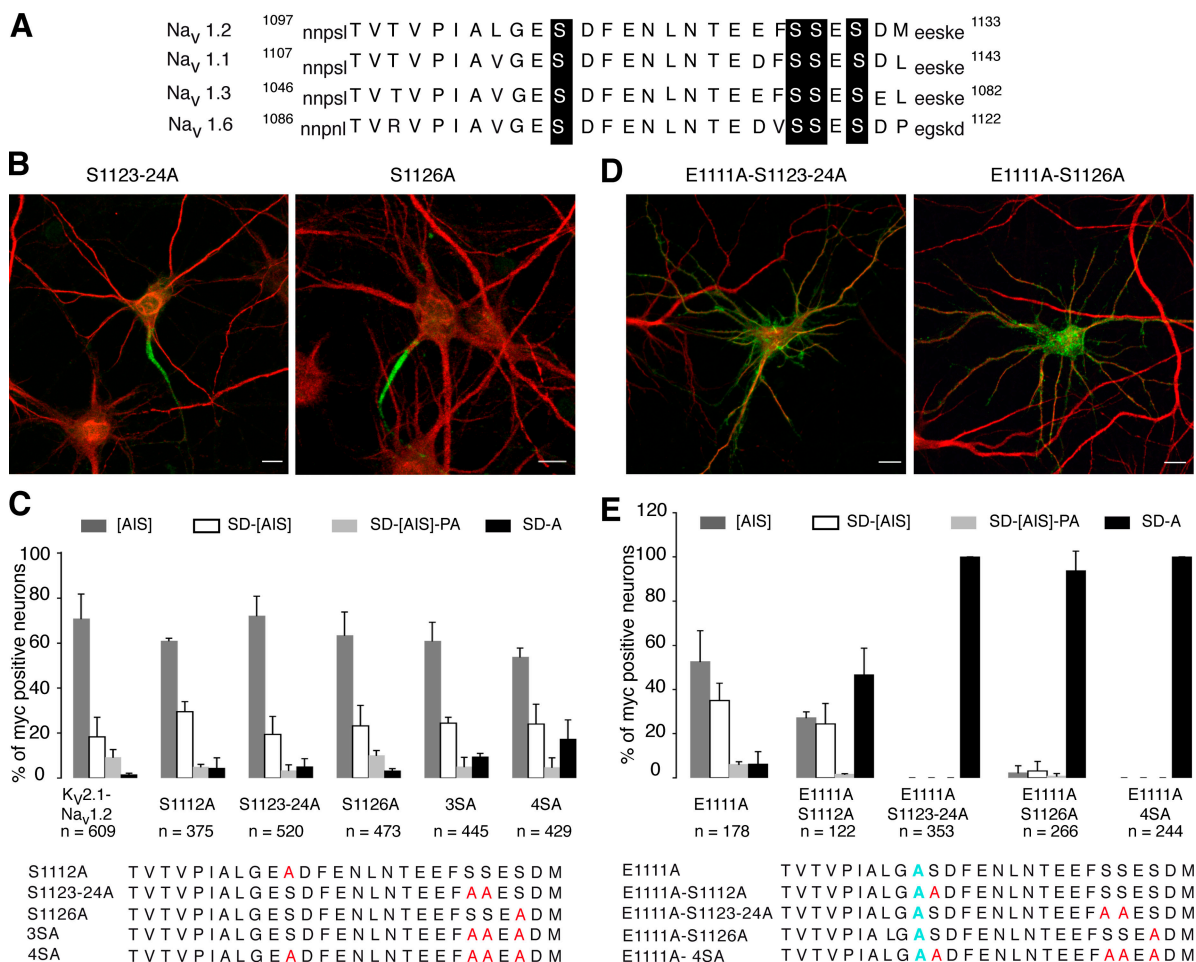 A
Nav 1.2 1097 nnpsl T V T V P I A L G E S D F E N L N T E E F S S E S D M eeske 1133
Nav 1.1 1107 nnpsl T V T V P I A V G E S D F E N L N T E D F S S E S D L eeske 1143
Nav 1.3 1046 nnpsl T V T V P I A V G E S D F E N L N T E E F S S E S E L eeske 1082
Nav 1.6 1086 nnpnl T V R V P I A V G E S D F E N L N T E D V S S E S D P egskd 1122
B
S1123-24A S1126A
D
E1111A-S1123-24A E1111A-S1126A
C
[AIS] SD-[AIS] SD-[AIS]-PA SD-A
% of myc positive neurons
100
80
60
40
20
0
Kv2.1-Nav1.2 S1112A S1123-24A S1126A 3SA 4SA
n = 609 n = 375 n = 520 n = 473 n = 445 n = 429
S1112A T V T V P I A L G E A D F E N L N T E E F S S E S D M
S1123-24A T V T V P I A L G E S D F E N L N T E E F A A E S D M
S1126A T V T V P I A L G E S D F E N L N T E E F S S E A D M
3SA T V T V P I A L G E S D F E N L N T E E F A A E A D M
4SA T V T V P I A L G E A D F E N L N T E E F A A E A D M
E
[AIS] SD-[AIS] SD-[AIS]-PA SD-A
% of myc positive neurons
120
100
80
60
40
20
0
E1111A E1111A S1112A E1111A S1123-24A E1111A S1126A E1111A 4SA
n = 178 n = 122 n = 353 n = 266 n = 244
E1111A T V T V P I A L G A S D F E N L N T E E F S S E S D M
E1111A-S1112A T V T V P I A L G A A D F E N L N T E E F S S E S D M
E1111A-S1123-24A T V T V P I A L G A S D F E N L N T E E F A A E S D M
E1111A-S1126A T V T V P I A L G A S D F E N L N T E E F S S E A D M
E1111A- 4SA T V T V P I A L G A A D F E N L N T E E F A A E A D M